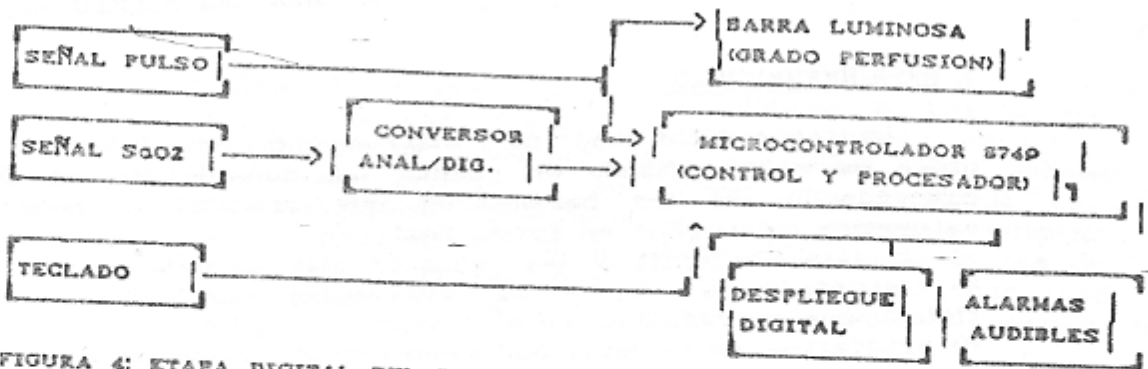 BARRA LUMINOSA
(GRADO PERFUSION)
SEÑAL PULSO
SEÑAL SaO2
CONVERSOR
ANAL/DIG.
MICROCONTROLADOR 8749
(CONTROL Y PROCESADOR)
TECLADO
DESPLIEGUE
DIGITAL
ALARMAS
AUDIBLES
FIGURA 4: ETAPA DIGITAL